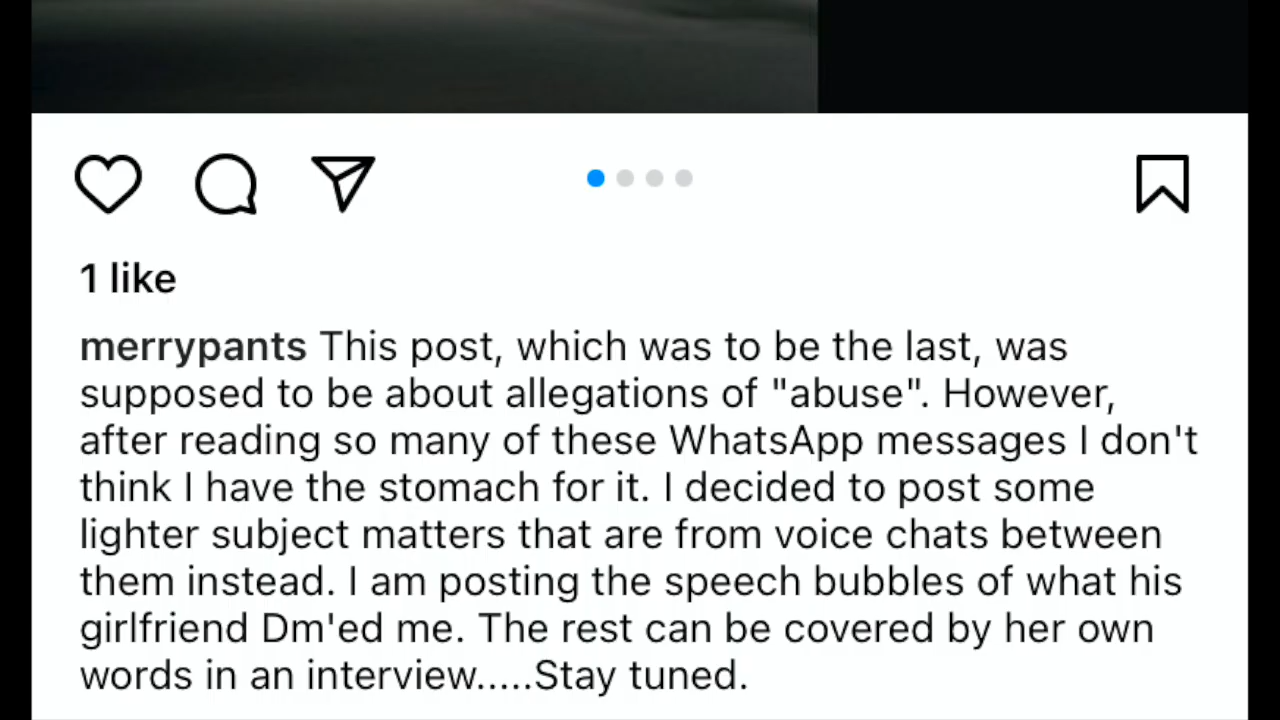 1 like
merrypants This post, which was to be the last, was
supposed to be about allegations of "abuse". However,
after reading so many of these WhatsApp messages I don't
think I have the stomach for it. I decided to post some
lighter subject matters that are from voice chats between
them instead. I am posting the speech bubbles of what his
girlfriend Dm'ed me. The rest can be covered by her own
words in an interview.....Stay tuned.